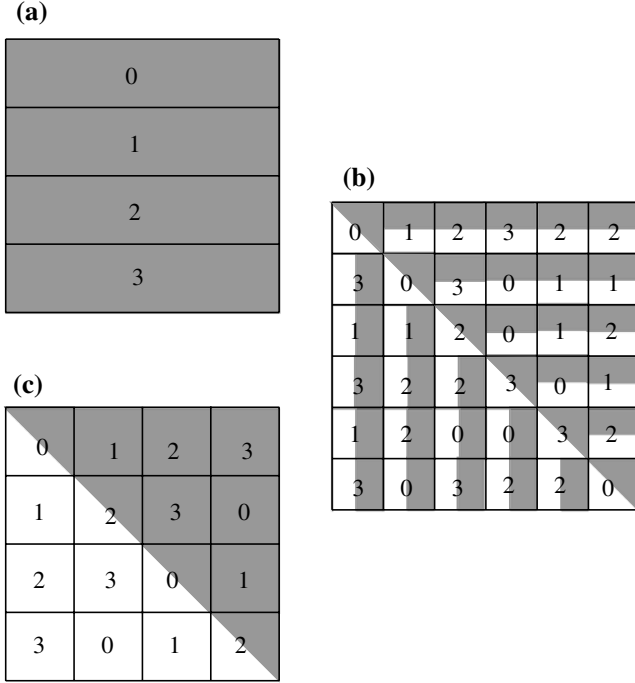 (a)
0
1
2
3
(b)
0 1 2 3 2 2
3 0 3 0 1 1
1 1 2 0 1 2
3 2 2 3 0 1
1 2 0 0 3 2
3 0 3 2 2 0
(c)
0 1 2 3
1 2 3 0
2 3 0 1
3 0 1 2